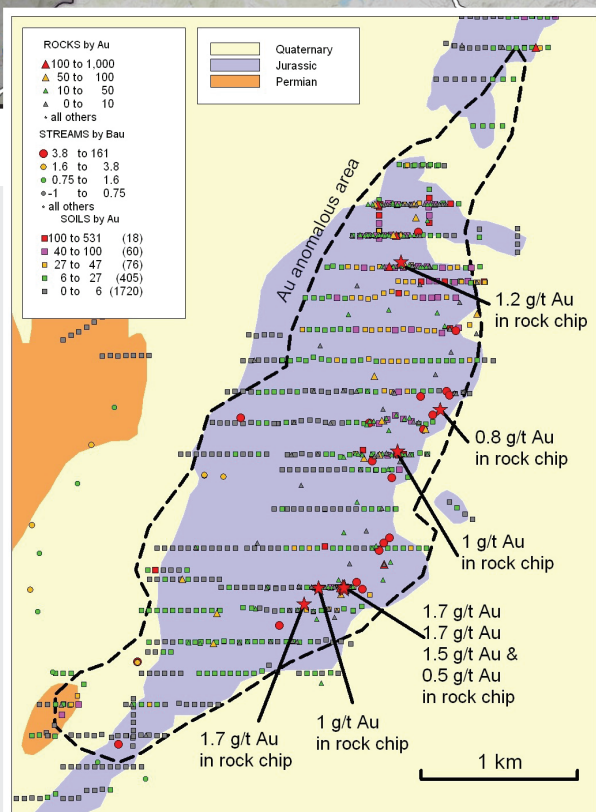 ROCKS by Au
100 to 1,000
50 to 100
10 to 50
0 to 10
all others
STREAMS by Bau
3.8 to 161
1.6 to 3.8
0.75 to 1.6
-1 to 0.75
all others
SOILS by Au
100 to 531 (18)
40 to 100 (60)
27 to 47 (76)
6 to 27 (405)
0 to 6 (1720)
Quaternary
Jurassic
Permian
Au anomalous area
1.2 g/t Au
in rock chip
0.8 g/t Au
in rock chip
1 g/t Au
in rock chip
1.7 g/t Au
1.7 g/t Au
1.5 g/t Au &
0.5 g/t Au
in rock chip
1 g/t Au
in rock chip
1.7 g/t Au
in rock chip
1 km